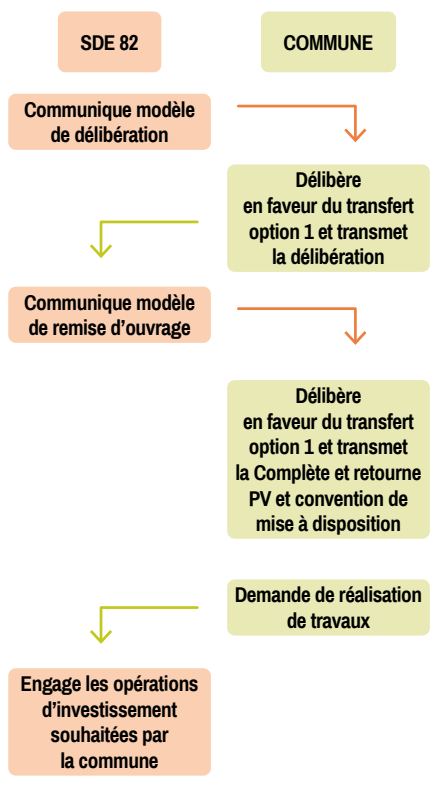 SDE 82
COMMUNE
Communique modèle
de délibération
Délibère
en faveur du transfert
option 1 et transmet
la délibération
Communique modèle
de remise d'ouvrage
Délibère
en faveur du transfert
option 1 et transmet
la Complète et retourne
PV et convention de
mise à disposition
Demande de réalisation
de travaux
Engage les opérations
d'investissement
souhaitées par
la commune